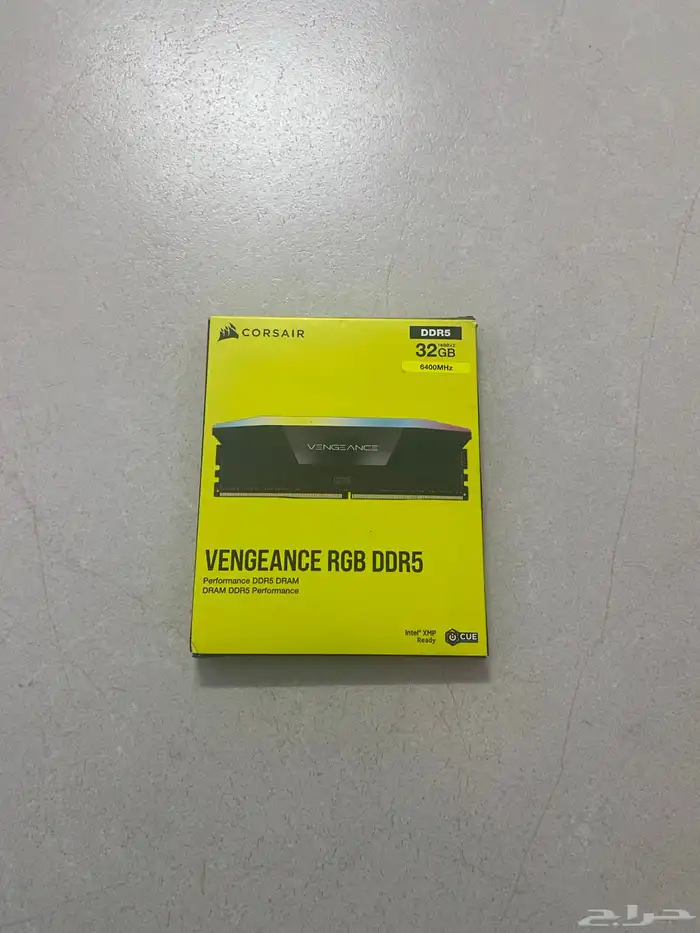 CORSAIR
DDR5
16GBx2
32GB
6400MHz
VENGEANCE
VENGEANCE RGB DDR5
Performance DDR5 DRAM
DRAM DDR5 Performance
Intel® XMP
Ready
CUE
حراج